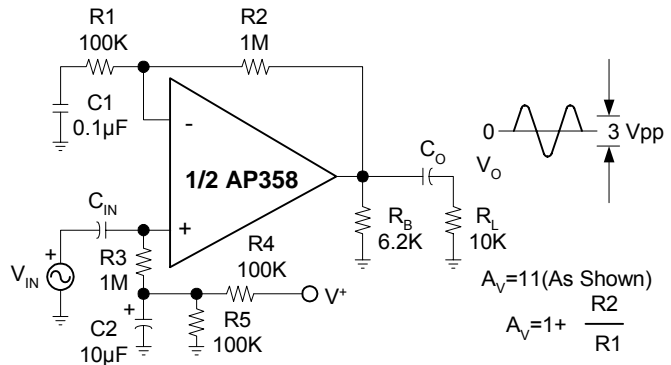 R1
100K
R2
1M
C1
0.1µF
-
1/2 AP358
+
C_IN
V_IN
+
R3
1M
R4
100K
V⁺
+
C2
10µF
R5
100K
C_O
R_B
6.2K
R_L
10K
0
V_O
3 Vpp
A_V=11(As Shown)
A_V=1+ R2
R1